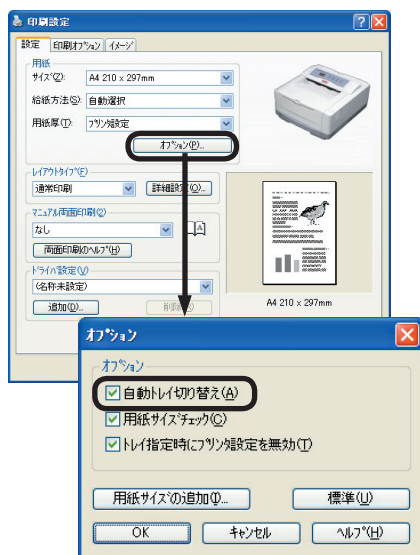 印刷設定
設定 印刷オプション イメージ
用紙
サイズ(Z): A4 210 x 297mm
給紙方法(S): 自動選択
用紙厚(T): プリンタ設定
オプション(P)...
レイアウトタイプ(F)
通常印刷 詳細設定(O)...
マニュアル両面印刷(2)
なし
両面印刷のヘルプ(H)
ドライバ設定(V)
(名称未設定)
追加(D)... 削除
A4 210 x 297mm
オプション
オプション
自動トレイ切り替え(A)
用紙サイズチェック(C)
トレイ指定時にプリンタ設定を無効(T)
用紙サイズの追加(I)... 標準(U)
OK キャンセル ヘルプ(H)